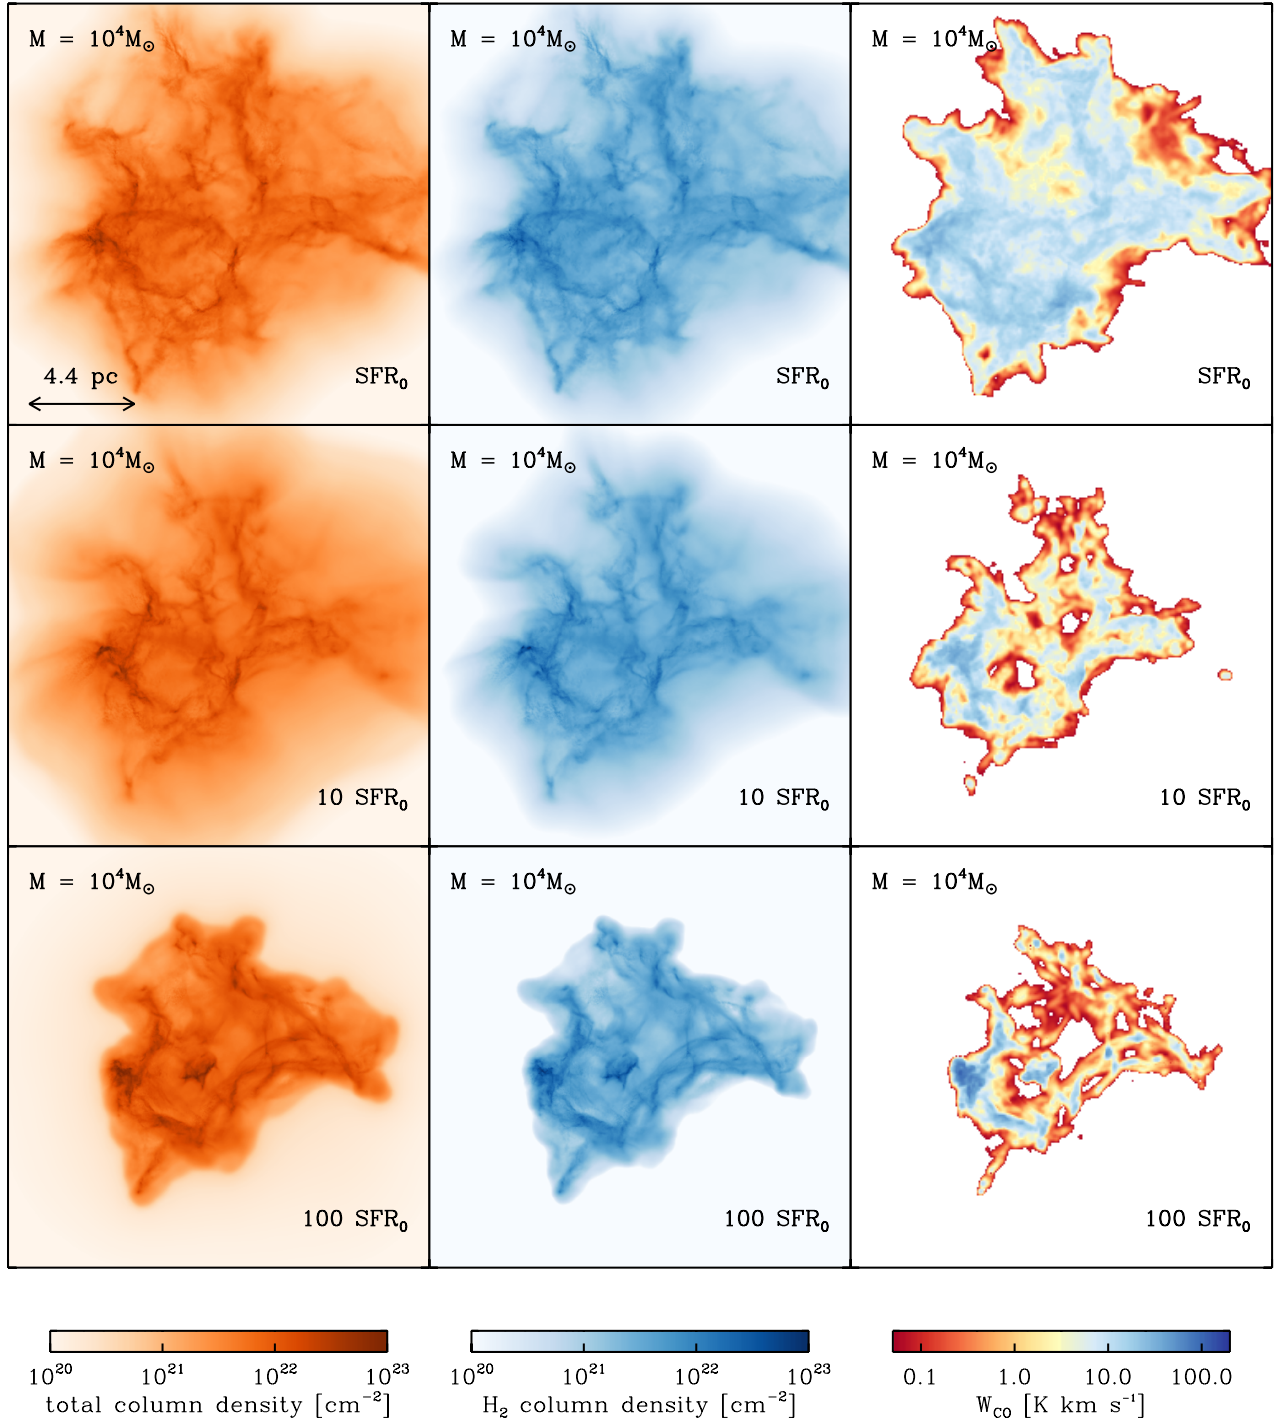 M = 10⁴M☉
M = 10⁴M☉
M = 10⁴M☉
4.4 pc
SFR₀
SFR₀
SFR₀
M = 10⁴M☉
M = 10⁴M☉
M = 10⁴M☉
10 SFR₀
10 SFR₀
10 SFR₀
M = 10⁴M☉
M = 10⁴M☉
M = 10⁴M☉
100 SFR₀
100 SFR₀
100 SFR₀
10²⁰ 10²¹ 10²² 10²³
total column density [cm⁻²]
10²⁰ 10²¹ 10²² 10²³
H₂ column density [cm⁻²]
0.1 1.0 10.0 100.0
W_CO [K km s⁻¹]